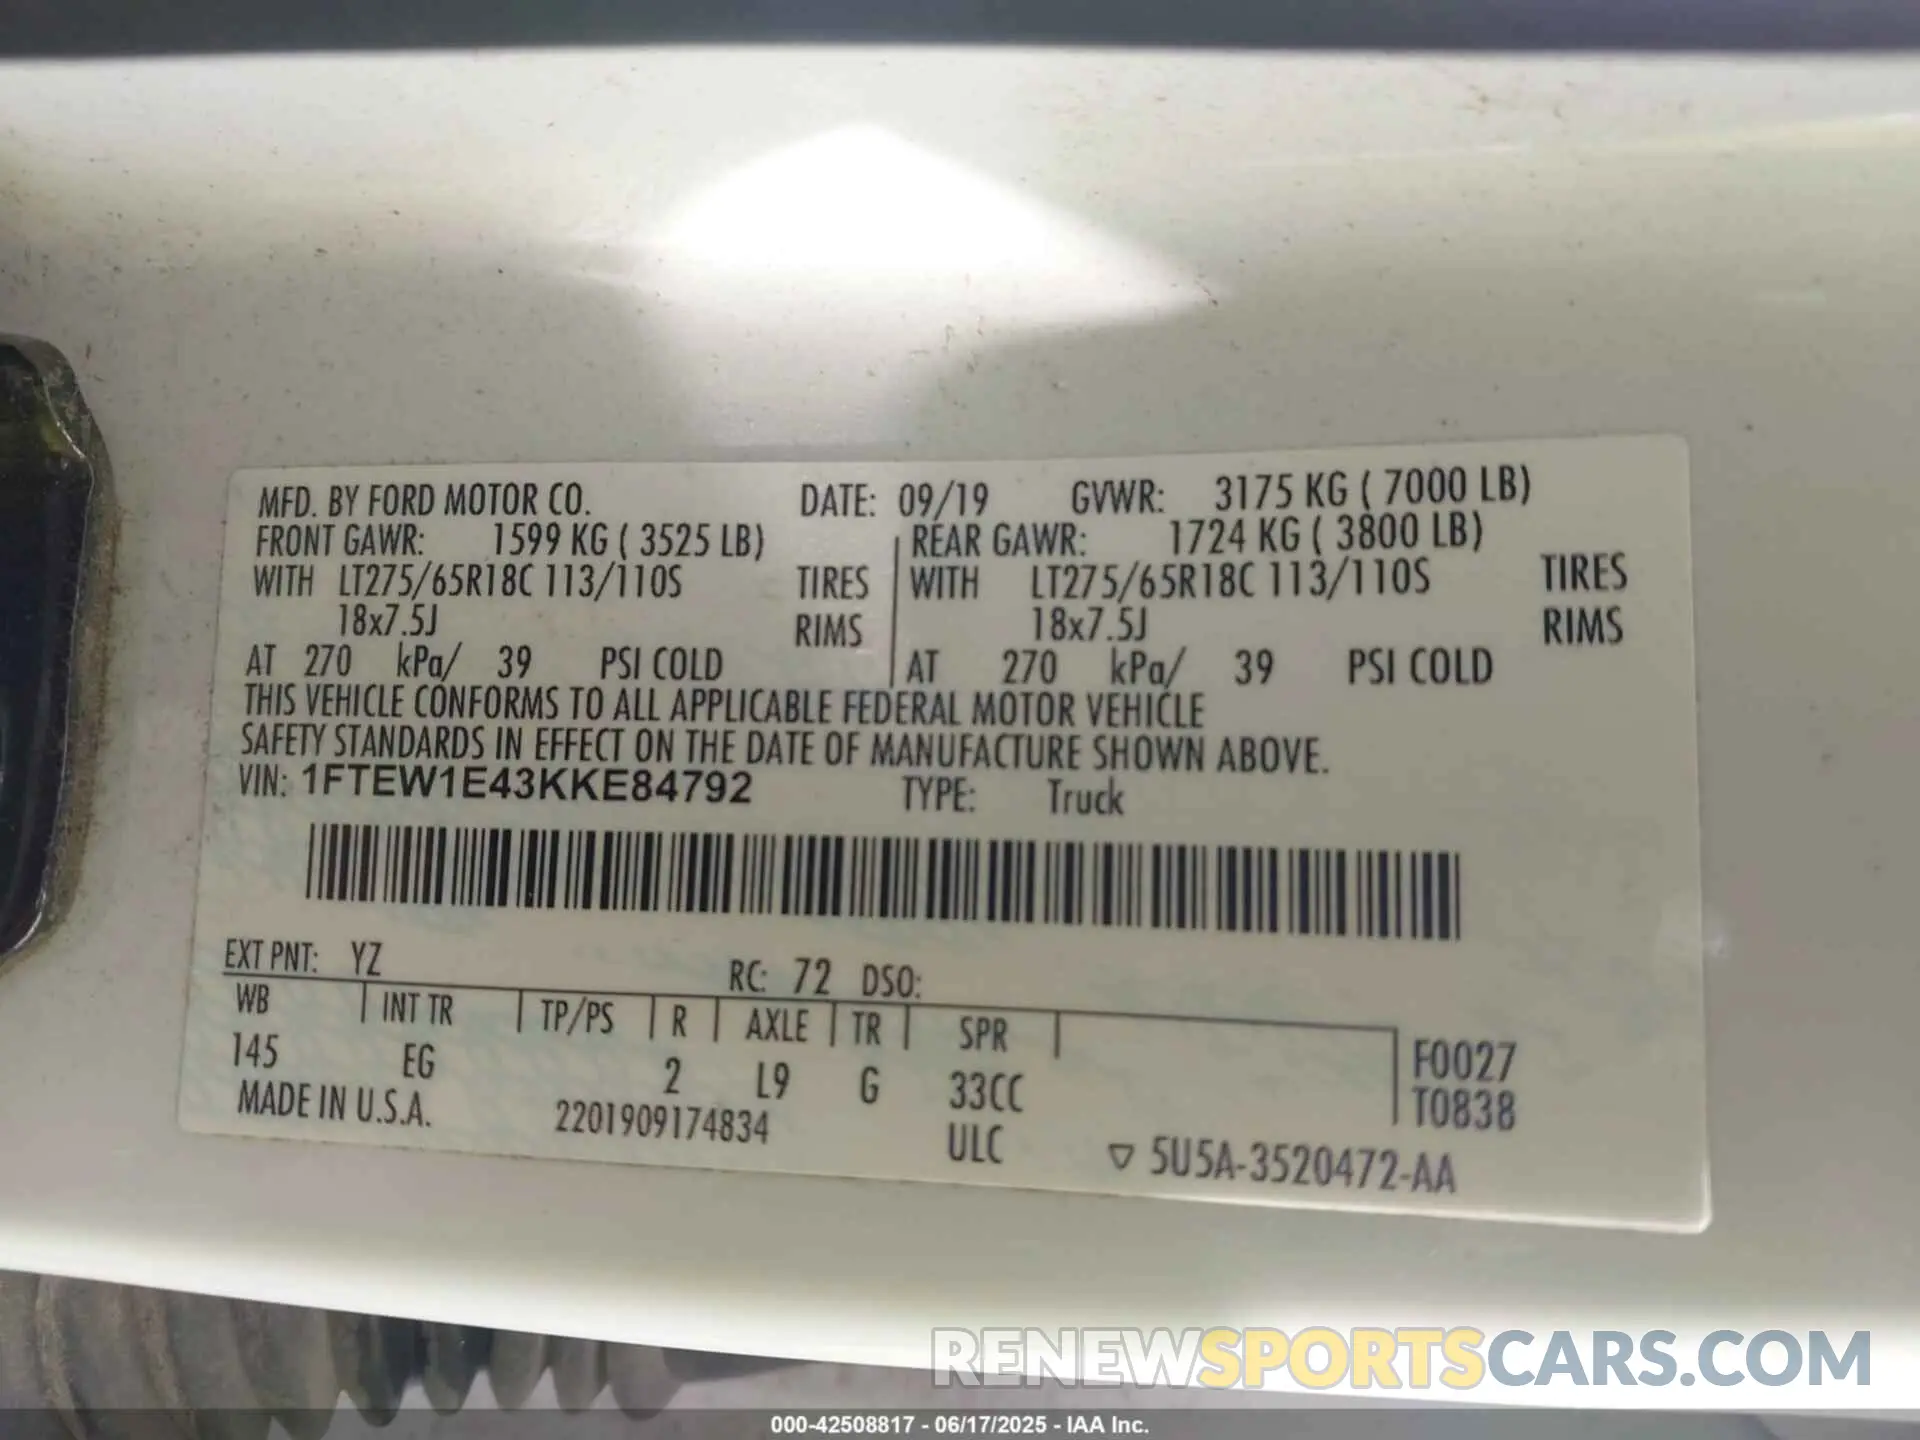 MFD. BY FORD MOTOR CO. DATE: 09/19 GVWR: 3175 KG ( 7000 LB)
FRONT GAWR: 1599 KG ( 3525 LB) REAR GAWR: 1724 KG ( 3800 LB)
WITH LT275/65R18C 113/110S TIRES WITH LT275/65R18C 113/110S TIRES
18x7.5J RIMS 18x7.5J RIMS
AT 270 kPa/ 39 PSI COLD AT 270 kPa/ 39 PSI COLD
THIS VEHICLE CONFORMS TO ALL APPLICABLE FEDERAL MOTOR VEHICLE
SAFETY STANDARDS IN EFFECT ON THE DATE OF MANUFACTURE SHOWN ABOVE.
VIN: 1FTEW1E43KKE84792 TYPE: Truck
EXT PNT: YZ RC: 72 DSO:
WB INT TR TP/PS R AXLE TR SPR F0027
145 EG 2 L9 G 33CC T0838
MADE IN U.S.A. 2201909174834 ULC ▽ 5U5A-3520472-AA
RENEWSPORTSCARS.COM
000-42508817 - 06/17/2025 - IAA Inc.